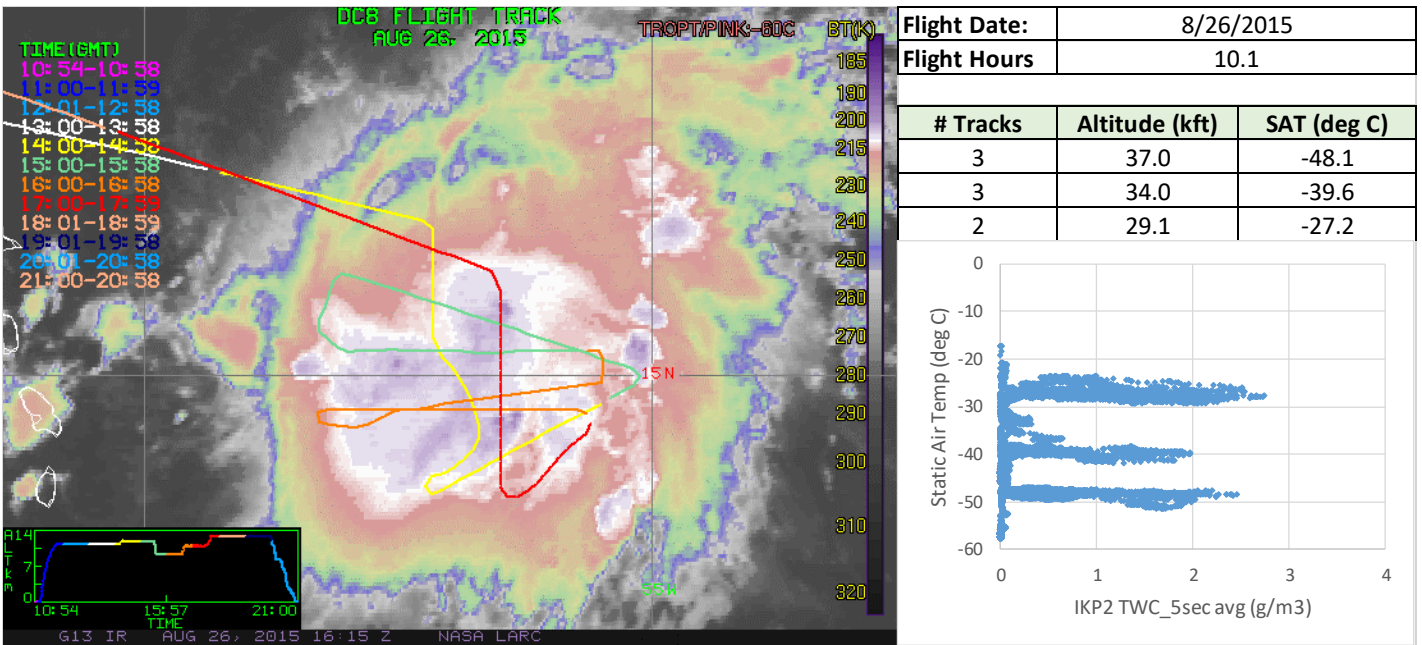 DC8 FLIGHT TRACK
AUG 26, 2015
TROPT/PINK:-60C
BT(K)
TIME(GMT)
10:54-10:58
11:00-11:59
12:01-12:58
13:00-13:58
14:00-14:58
15:00-15:58
16:00-16:58
17:00-17:59
18:01-18:59
19:01-19:58
20:01-20:58
21:00-20:58
185
190
200
215
230
240
250
260
270
280
290
300
310
320
15N
55W
ALT km
14
7
0
10:54 15:57 21:00
TIME
G13 IR AUG 26, 2015 16:15 Z NASA LARC
Flight Date: 8/26/2015
Flight Hours 10.1
# Tracks Altitude (kft) SAT (deg C)
3 37.0 -48.1
3 34.0 -39.6
2 29.1 -27.2
Static Air Temp (deg C)
0
-10
-20
-30
-40
-50
-60
0 1 2 3 4
IKP2 TWC_5sec avg (g/m3)